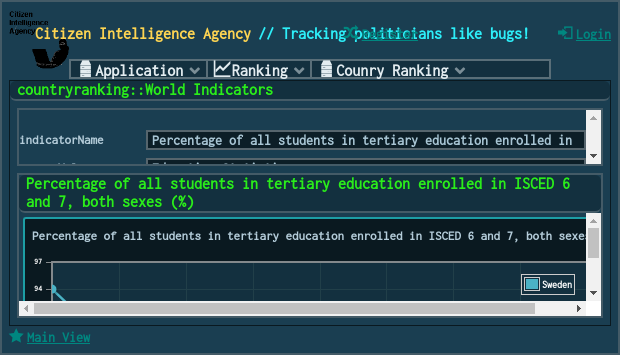 Citizen
Intelligence
Agency
Citizen Intelligence Agency // Tracking politicians like bugs!
Login
Application Ranking Counry Ranking
countryranking::World Indicators
indicatorName Percentage of all students in tertiary education enrolled in
Percentage of all students in tertiary education enrolled in ISCED 6
and 7, both sexes (%)
Percentage of all students in tertiary education enrolled in ISCED 6 and 7, both sexes
97
94
Sweden
Main View